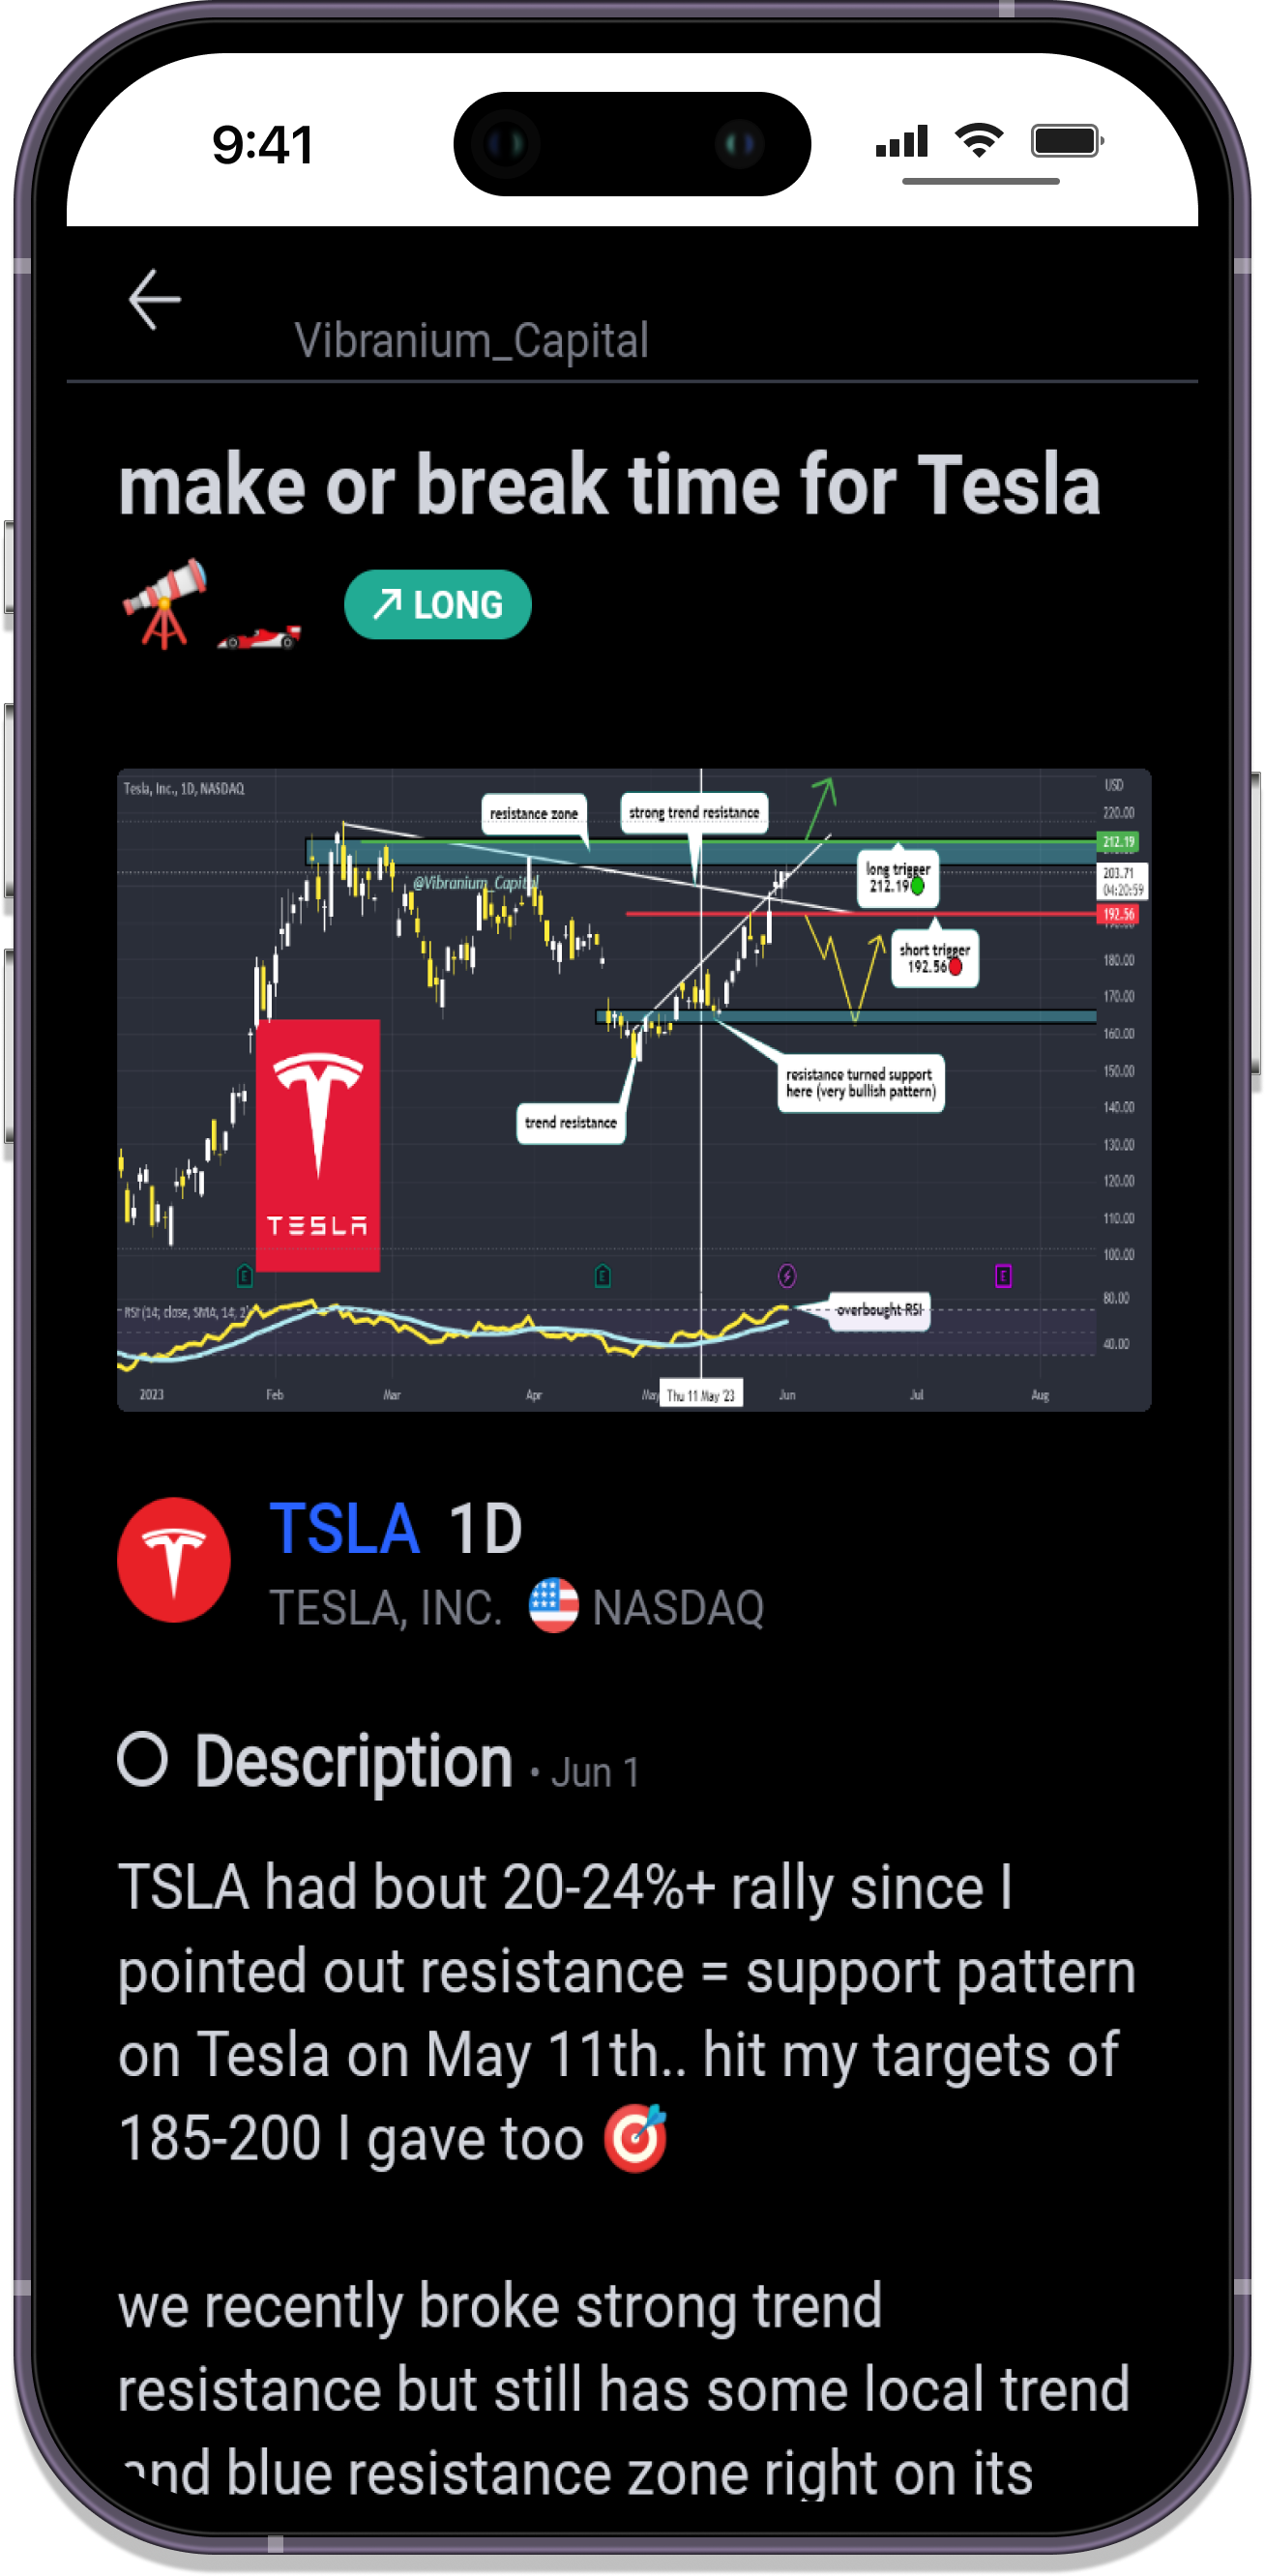 9:41
Vibranium_Capital
make or break time for Tesla
LONG
Tesla, Inc., 1D, NASDAQ
USD
resistance zone
strong trend resistance
220.00
212.19
@Vibranium_Capital
long trigger
212.19
203.71
04:20:59
192.56
short trigger
192.56
180.00
170.00
160.00
resistance turned support
here (very bullish pattern)
150.00
140.00
trend resistance
130.00
120.00
TESLA
110.00
100.00
E
E
E
RSI (14, close, SMA, 14, 2)
overbought RSI
80.00
40.00
2023
Feb
Mar
Apr
May
Thu 11 May '23
Jun
Jul
Aug
TSLA 1D
TESLA, INC. NASDAQ
Description • Jun 1
TSLA had bout 20-24%+ rally since I
pointed out resistance = support pattern
on Tesla on May 11th.. hit my targets of
185-200 I gave too
we recently broke strong trend
resistance but still has some local trend
and blue resistance zone right on its